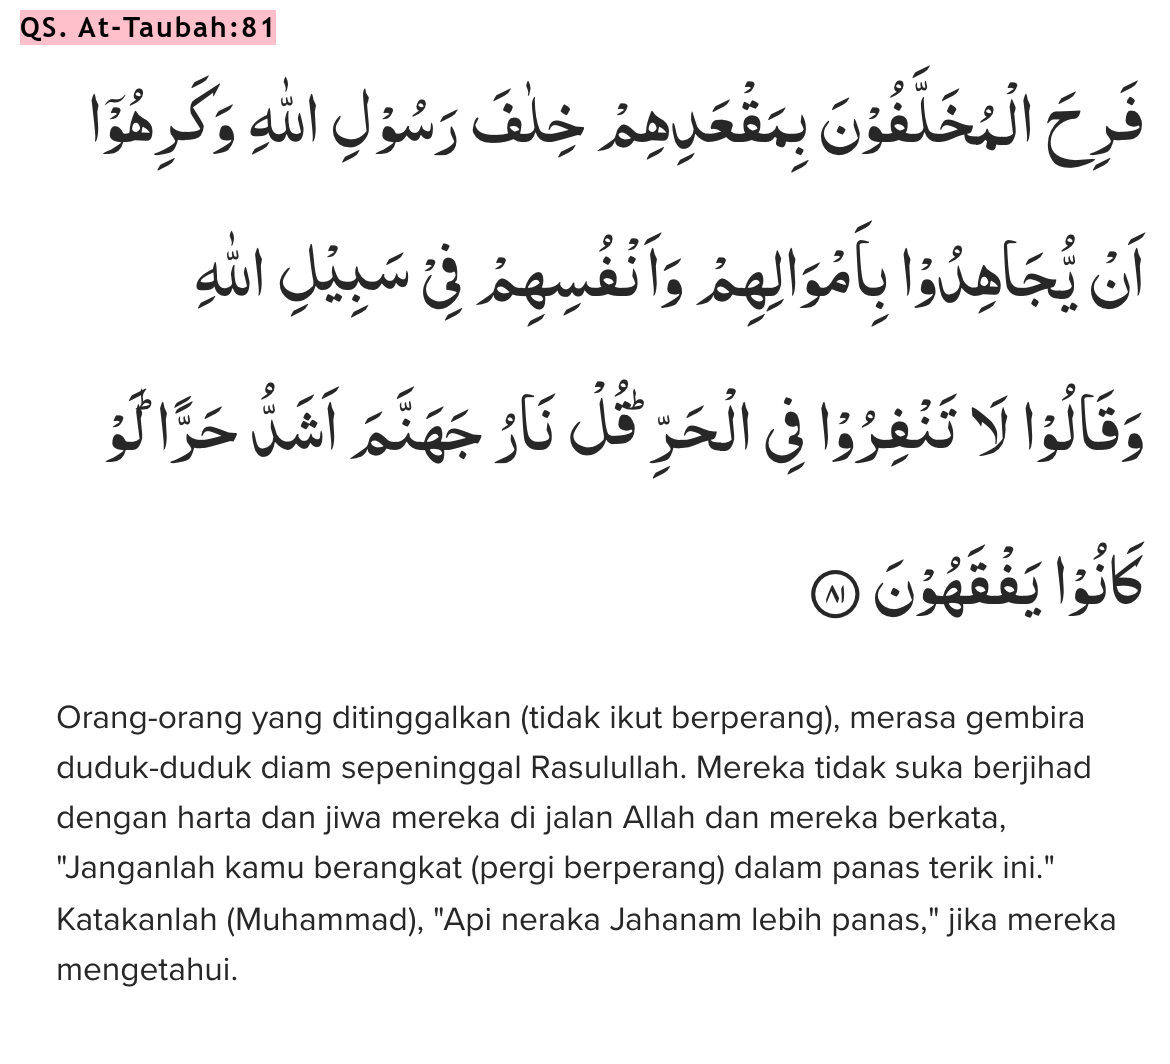 QS. At-Taubah:81
فَرِحَ الْمُخَلَّفُوْنَ بِمَقْعَدِهِمْ خِلٰفَ رَسُوْلِ اللّٰهِ وَكَرِهُوْٓا
اَنْ يُّجَاهِدُوْا بِاَمْوَالِهِمْ وَاَنْفُسِهِمْ فِيْ سَبِيْلِ اللّٰهِ
وَقَالُوْا لَا تَنْفِرُوْا فِى الْحَرِّۗ قُلْ نَارُ جَهَنَّمَ اَشَدُّ حَرًّاۗ لَوْ
كَانُوْا يَفْقَهُوْنَ ٨١
Orang-orang yang ditinggalkan (tidak ikut berperang), merasa gembira
duduk-duduk diam sepeninggal Rasulullah. Mereka tidak suka berjihad
dengan harta dan jiwa mereka di jalan Allah dan mereka berkata,
"Janganlah kamu berangkat (pergi berperang) dalam panas terik ini."
Katakanlah (Muhammad), "Api neraka Jahanam lebih panas," jika mereka
mengetahui.